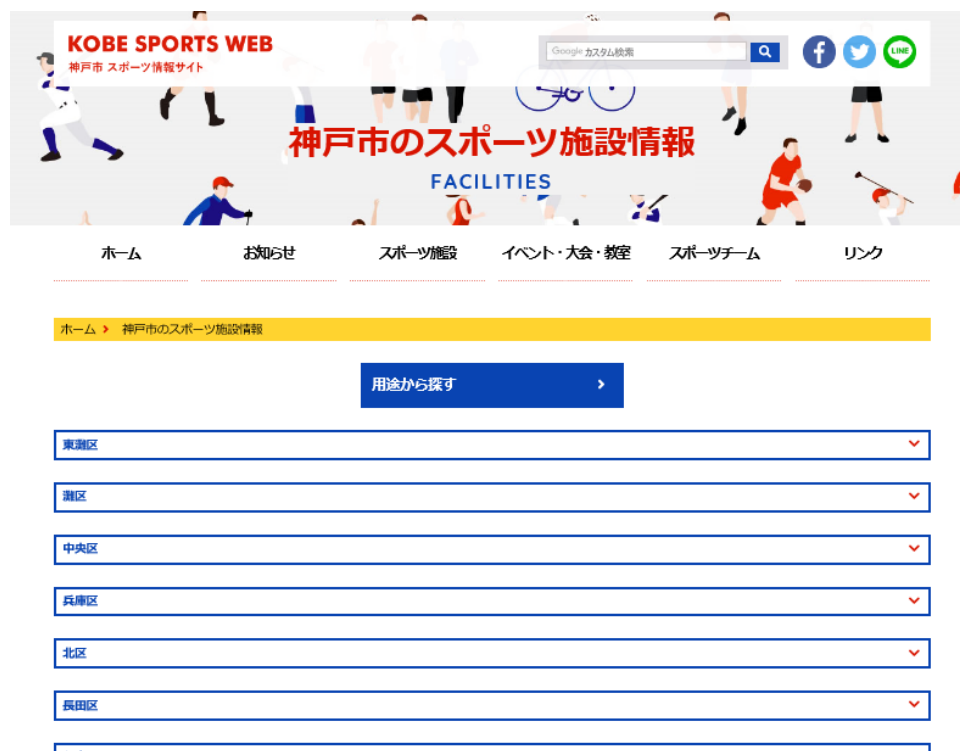 KOBE SPORTS WEB
神戸市 スポーツ情報サイト
Google カスタム検索
LINE
神戸市のスポーツ施設情報
FACILITIES
ホーム お知らせ スポーツ施設 イベント・大会・教室 スポーツチーム リンク
ホーム 神戸市のスポーツ施設情報
用途から探す
東灘区
灘区
中央区
兵庫区
北区
長田区